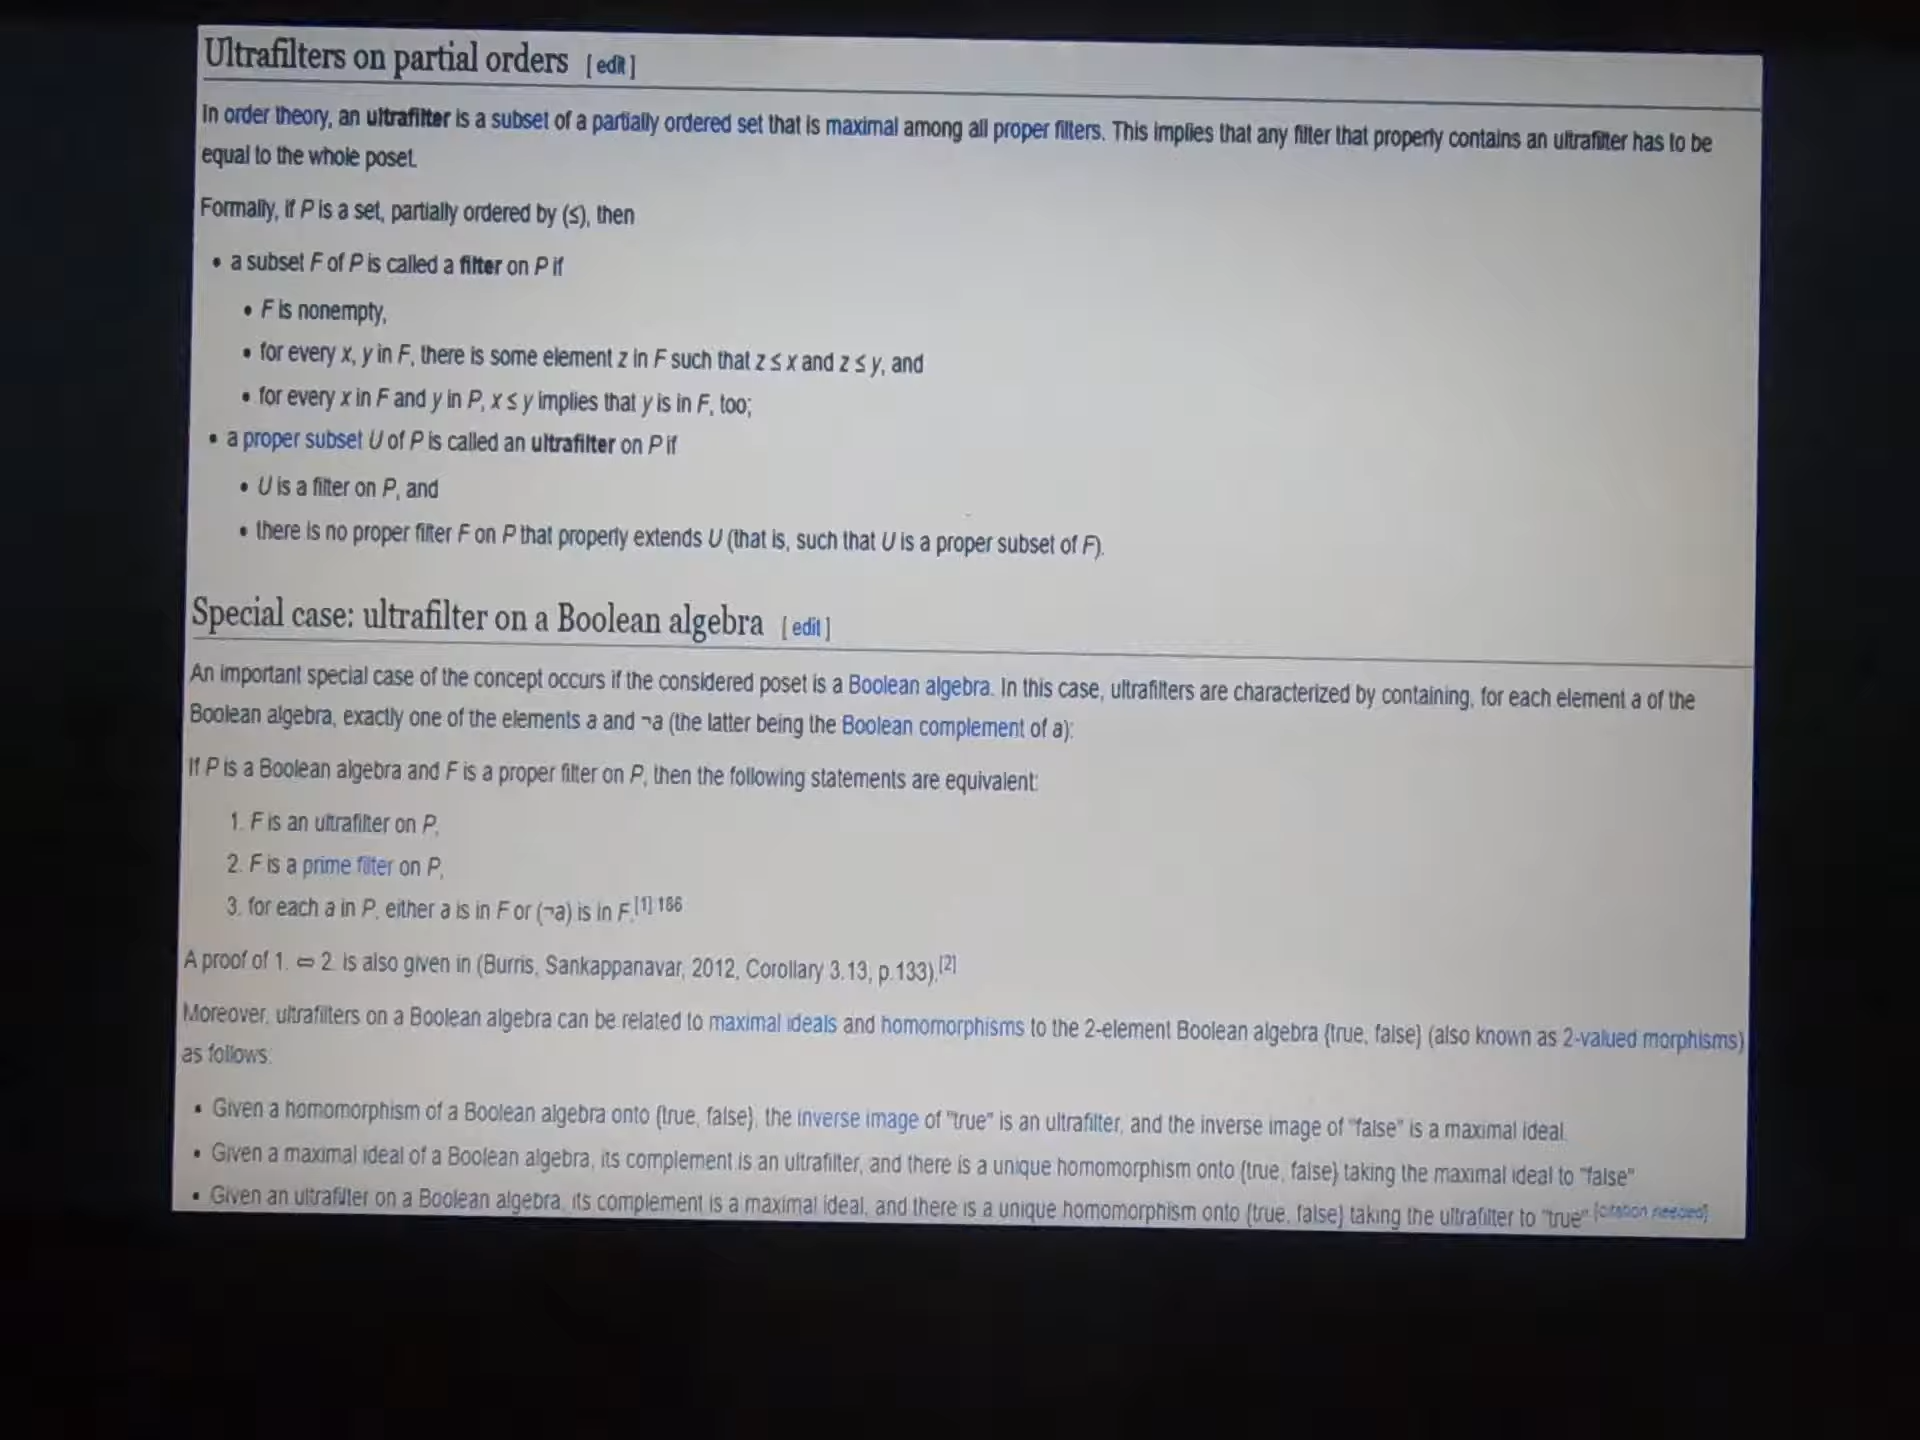 Ultrafilters on partial orders [ edit ]
In order theory, an ultrafilter is a subset of a partially ordered set that is maximal among all proper filters. This implies that any filter that properly contains an ultrafilter has to be
equal to the whole poset.
Formally, if P is a set, partially ordered by (≤), then
• a subset F of P is called a filter on P if
• F is nonempty,
• for every x, y in F, there is some element z in F such that z ≤ x and z ≤ y, and
• for every x in F and y in P, x ≤ y implies that y is in F, too;
• a proper subset U of P is called an ultrafilter on P if
• U is a filter on P, and
• there is no proper filter F on P that properly extends U (that is, such that U is a proper subset of F).
Special case: ultrafilter on a Boolean algebra [ edit ]
An important special case of the concept occurs if the considered poset is a Boolean algebra. In this case, ultrafilters are characterized by containing, for each element a of the
Boolean algebra, exactly one of the elements a and ¬a (the latter being the Boolean complement of a):
If P is a Boolean algebra and F is a proper filter on P, then the following statements are equivalent:
1. F is an ultrafilter on P,
2. F is a prime filter on P,
3. for each a in P, either a is in F or (¬a) is in F.[1] 186
A proof of 1. ⇔ 2. is also given in (Burris, Sankappanavar, 2012, Corollary 3.13, p.133).[2]
Moreover, ultrafilters on a Boolean algebra can be related to maximal ideals and homomorphisms to the 2-element Boolean algebra {true, false} (also known as 2-valued morphisms)
as follows:
• Given a homomorphism of a Boolean algebra onto {true, false}, the inverse image of "true" is an ultrafilter, and the inverse image of "false" is a maximal ideal.
• Given a maximal ideal of a Boolean algebra, its complement is an ultrafilter, and there is a unique homomorphism onto {true, false} taking the maximal ideal to "false"
• Given an ultrafilter on a Boolean algebra, its complement is a maximal ideal, and there is a unique homomorphism onto {true, false} taking the ultrafilter to "true".[citation needed]